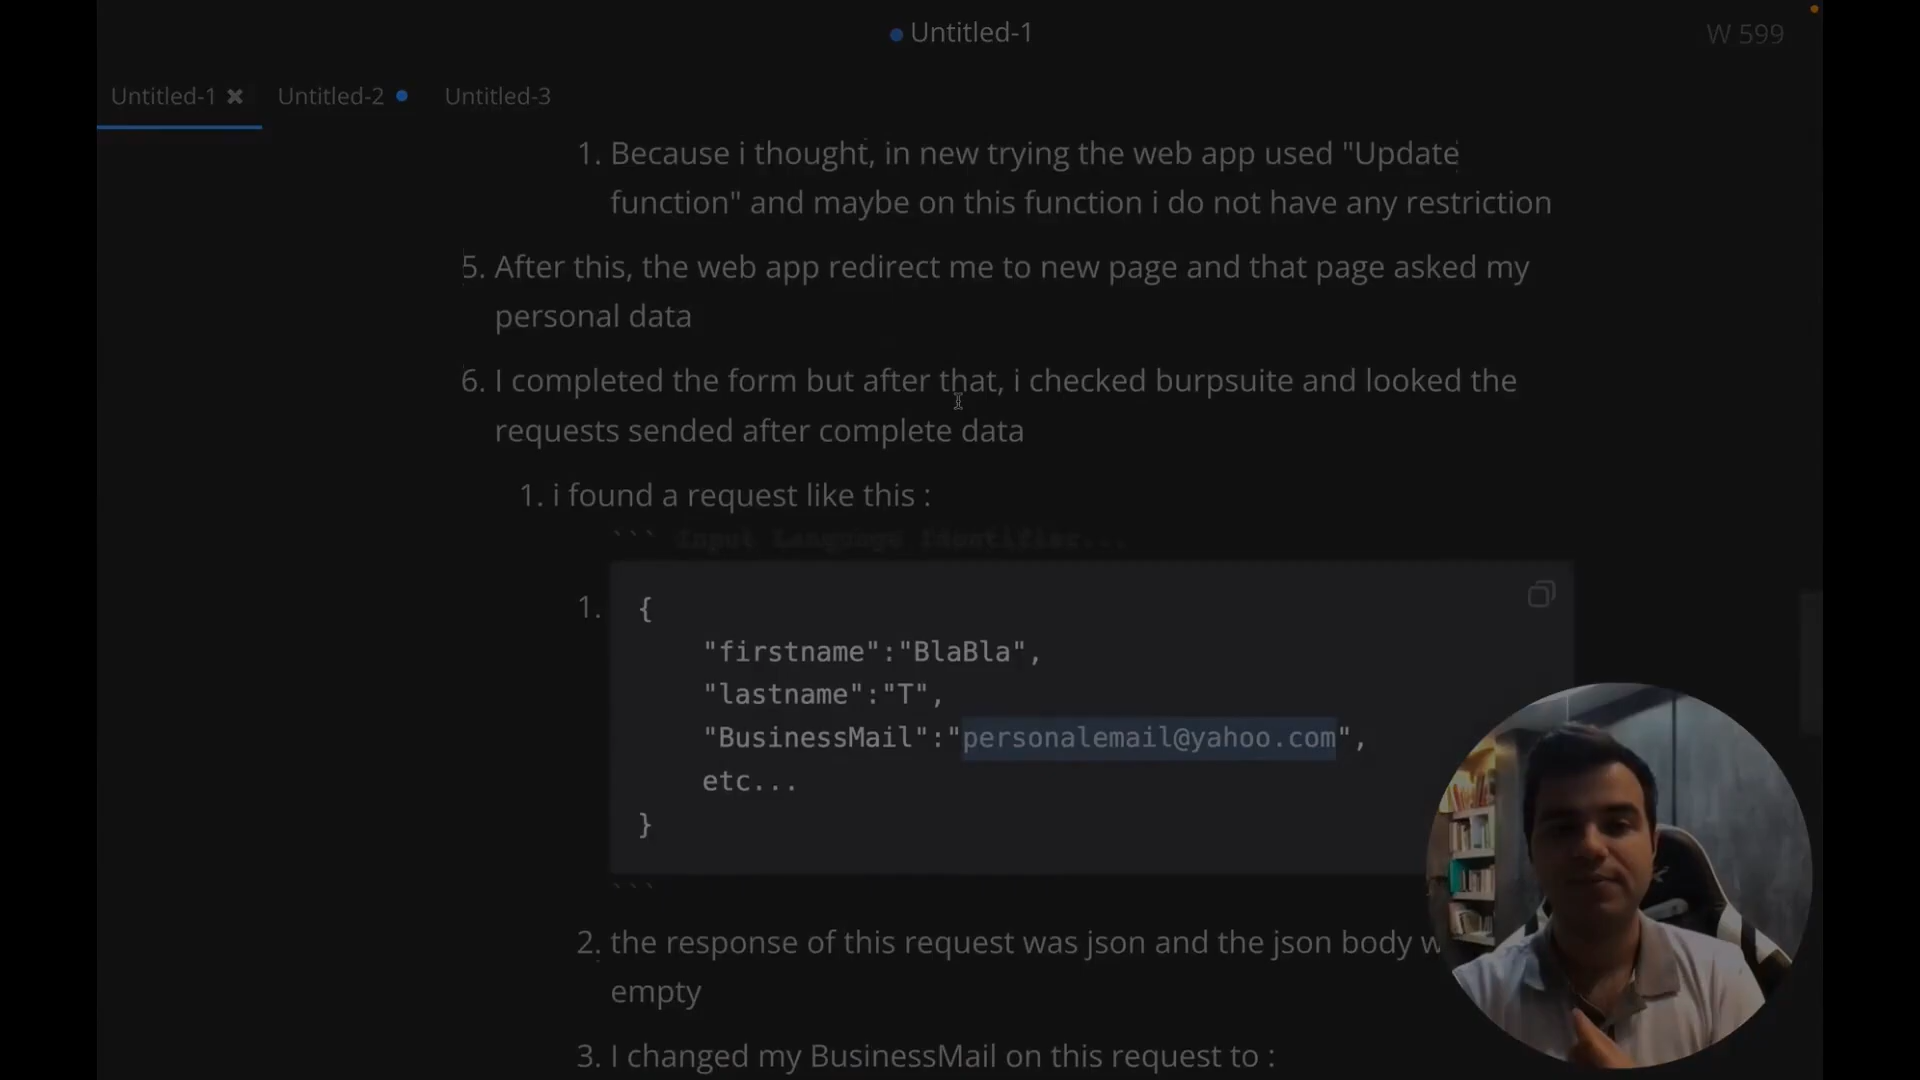 Untitled-1
W 599
Untitled-1
Untitled-2
Untitled-3
1. Because i thought, in new trying the web app used "Update
function" and maybe on this function i do not have any restriction
5. After this, the web app redirect me to new page and that page asked my
personal data
6. I completed the form but after that, i checked burpsuite and looked the
requests sended after complete data
1. i found a request like this :
``` Input Language Identifier...
1. {
"firstname":"BlaBla",
"lastname":"T",
"BusinessMail":"personalemail@yahoo.com",
etc...
}
```
2. the response of this request was json and the json body w
empty
3. I changed my BusinessMail on this request to :